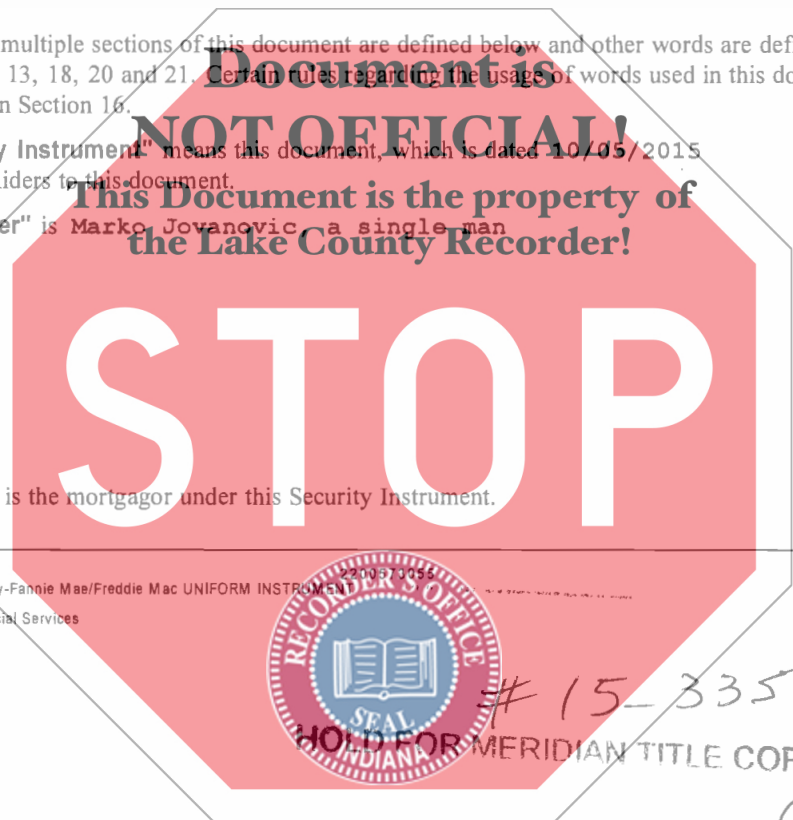 multiple sections of this document are defined below and other words are defi
Document is
13, 18, 20 and 21. Certain rules regarding the usage of words used in this do
n Section 16.
NOT OFFICIAL!
y Instrument" means this document, which is dated 10/05/2015
iders to this document.
This Document is the property of
er" is Marko Jovanovic, a single man
the Lake County Recorder!
STOP
is the mortgagor under this Security Instrument.
2200570055
y-Fannie Mae/Freddie Mac UNIFORM INSTRUMENT
cial Services
RECORDER'S OFFICE
SEAL
INDIANA
# 15-335
HOLD FOR MERIDIAN TITLE COR